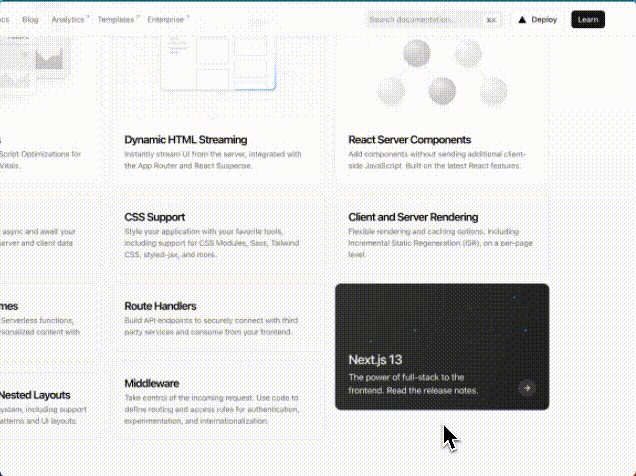 cs Blog Analytics Templates Enterprise
Search documentation... ⌘K
Deploy
Learn
Script Optimizations for
Vitals.
Dynamic HTML Streaming
Instantly stream UI from the server, integrated with
the App Router and React Suspense.
React Server Components
Add components without sending additional client-
side JavaScript. Built on the latest React features.
async and await your
server and client data
CSS Support
Style your application with your favorite tools,
including support for CSS Modules, Sass, Tailwind
CSS, styled-jsx, and more.
Client and Server Rendering
Flexible rendering and caching options, including
Incremental Static Regeneration (ISR), on a per-page
level.
mes
Serverless functions,
rsonalized content with
Route Handlers
Build API endpoints to securely connect with third
party services and consume from your frontend.
Next.js 13
The power of full-stack to the
frontend. Read the release notes.
Nested Layouts
ystem, including support
atterns and UI layouts.
Middleware
Take control of the incoming request. Use code to
define routing and access rules for authentication,
experimentation, and internationalization.